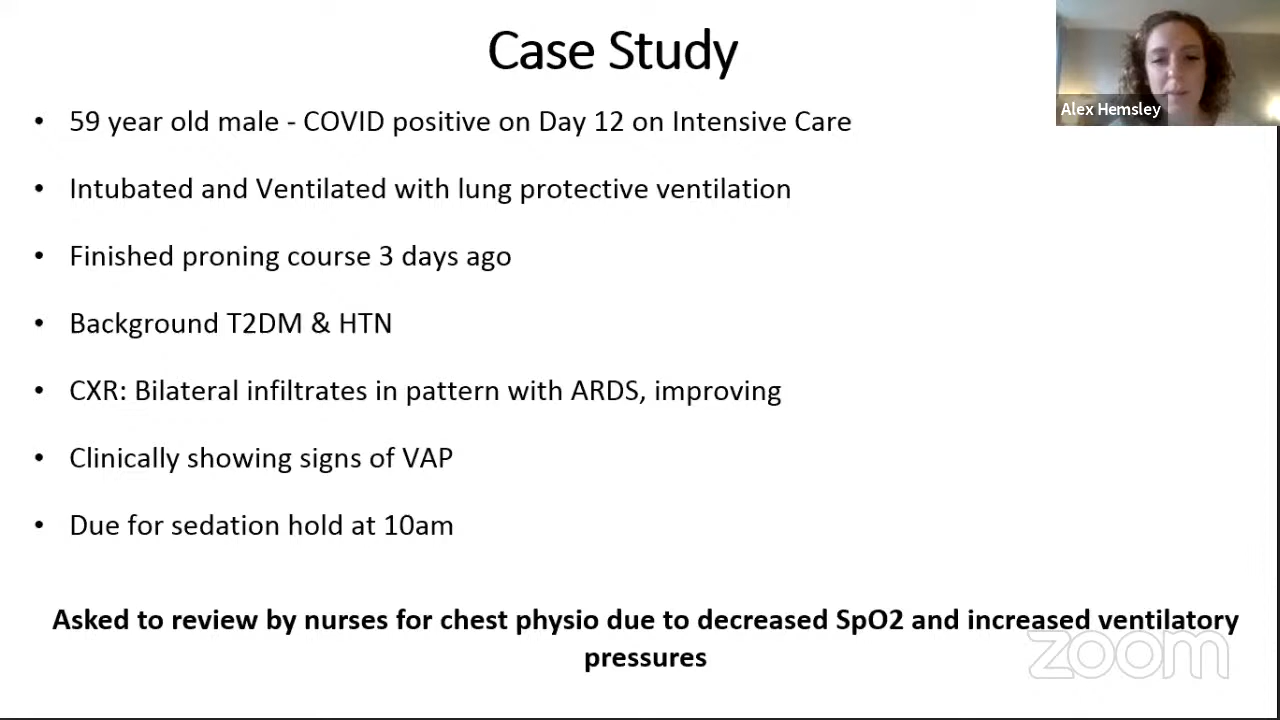 Case Study
Alex Hemsley
• 59 year old male - COVID positive on Day 12 on Intensive Care
• Intubated and Ventilated with lung protective ventilation
• Finished proning course 3 days ago
• Background T2DM & HTN
• CXR: Bilateral infiltrates in pattern with ARDS, improving
• Clinically showing signs of VAP
• Due for sedation hold at 10am
Asked to review by nurses for chest physio due to decreased SpO2 and increased ventilatory
pressures
zoom